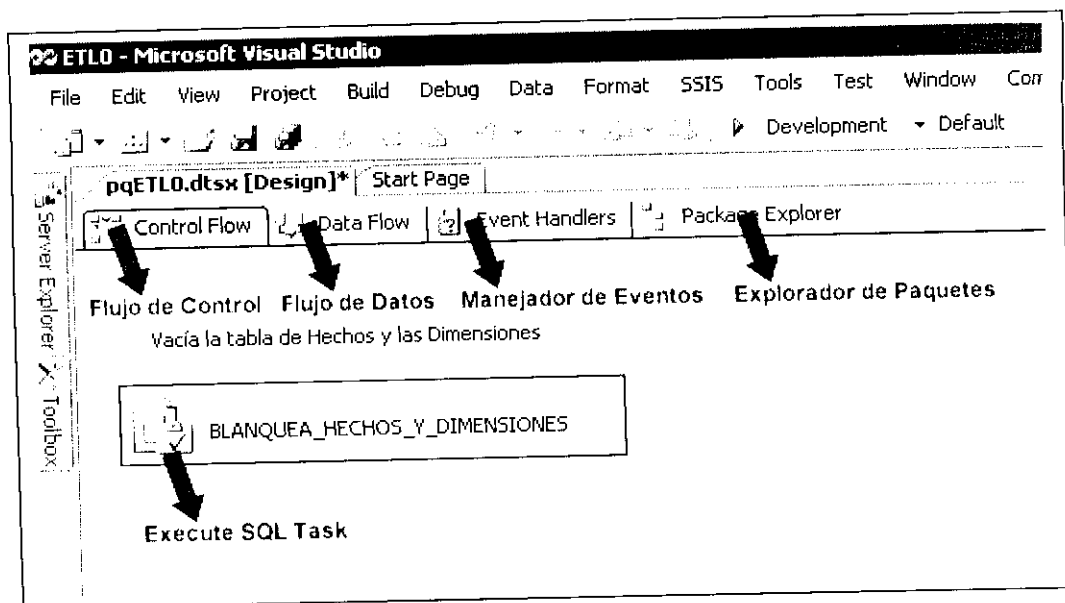 ETL0 - Microsoft Visual Studio
File Edit View Project Build Debug Data Format SSIS Tools Test Window Com
Development Default
pqETL0.dtsx [Design]* Start Page
Control Flow Data Flow Event Handlers Package Explorer
Flujo de Control Flujo de Datos Manejador de Eventos Explorador de Paquetes
Vacía la tabla de Hechos y las Dimensiones
BLANQUEA_HECHOS_Y_DIMENSIONES
Execute SQL Task
Server Explorer
Toolbox